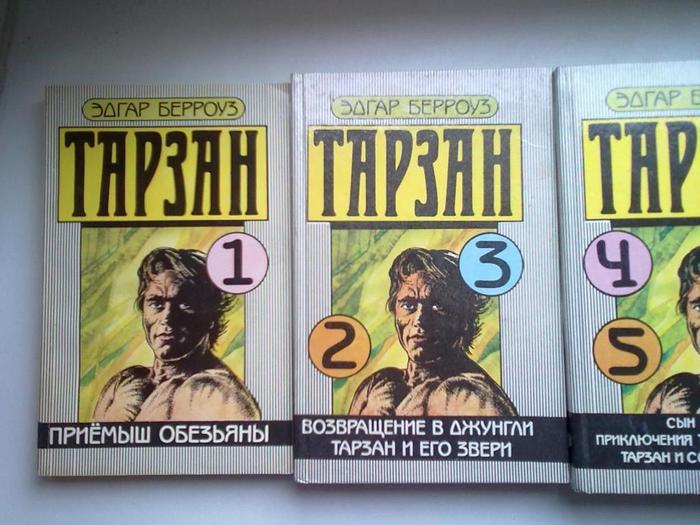 ЭДГАР БЕРРОУЗ
ТАРЗАН
1
ПРИЁМЫШ ОБЕЗЬЯНЫ
ЭДГАР БЕРРОУЗ
ТАРЗАН
3
2
ВОЗВРАЩЕНИЕ В ДЖУНГЛИ
ТАРЗАН И ЕГО ЗВЕРИ
ЭДГАР
ТАР
4
5
СЫН
ПРИКЛЮЧЕНИЯ
ТАРЗАН И